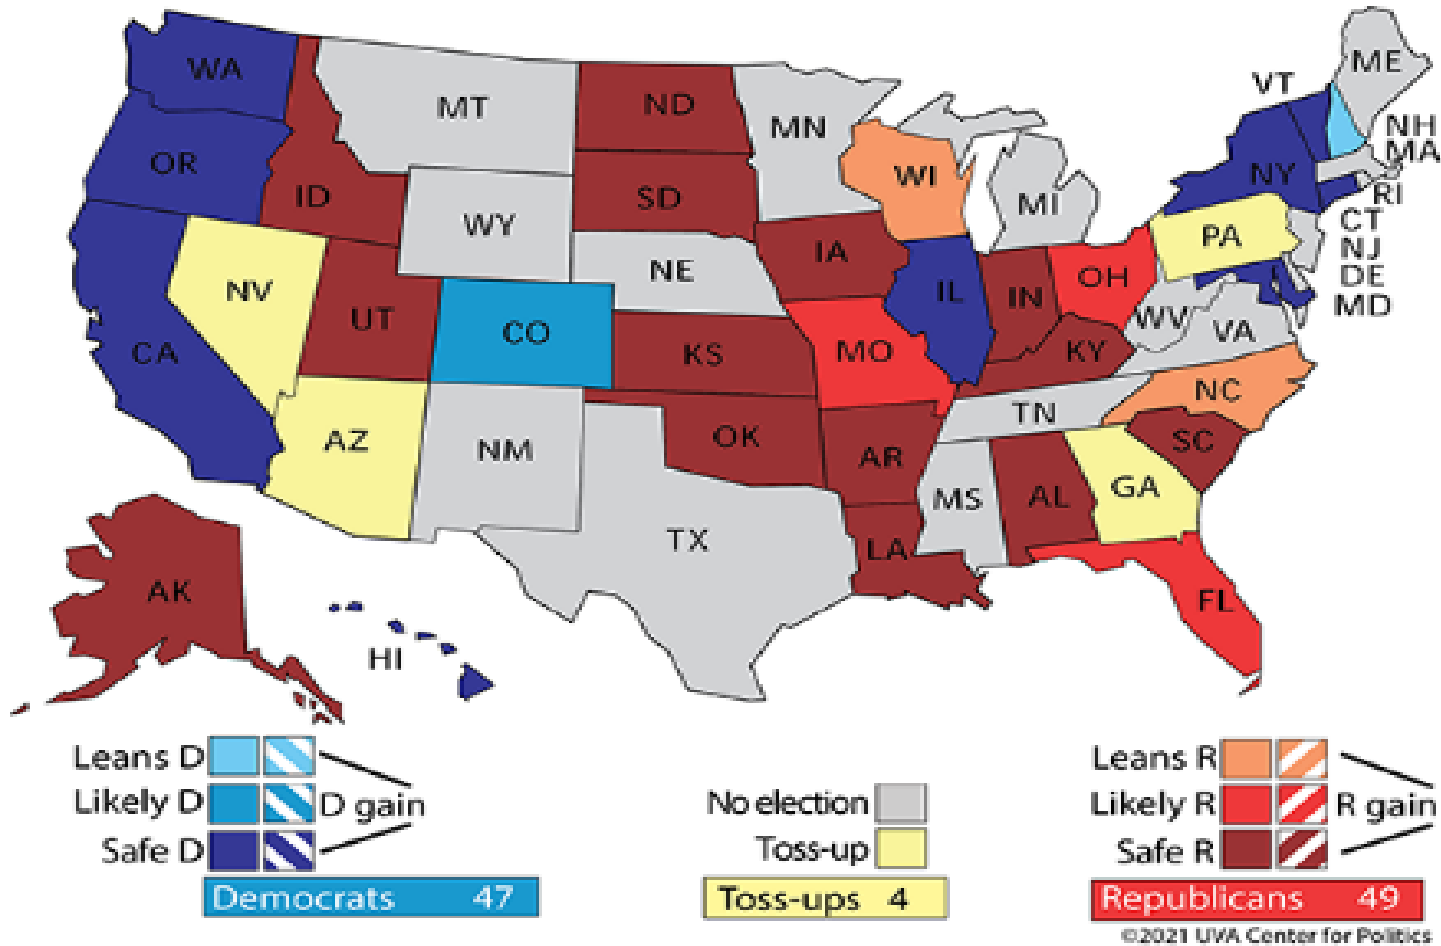 WA
MT
ND
MN
VT
ME
NH
MA
OR
ID
SD
WI
MI
NY
RI
CT
WY
IA
PA
NJ
NV
NE
OH
DE
UT
CO
IL
IN
WV
MD
CA
KS
MO
KY
VA
AZ
NM
OK
TN
NC
AR
SC
MS
AL
GA
TX
LA
AK
FL
HI
Leans D
Likely D
D gain
Safe D
Democrats 47
No election
Toss-up
Toss-ups 4
Leans R
Likely R
R gain
Safe R
Republicans 49
©2021 UVA Center for Politics